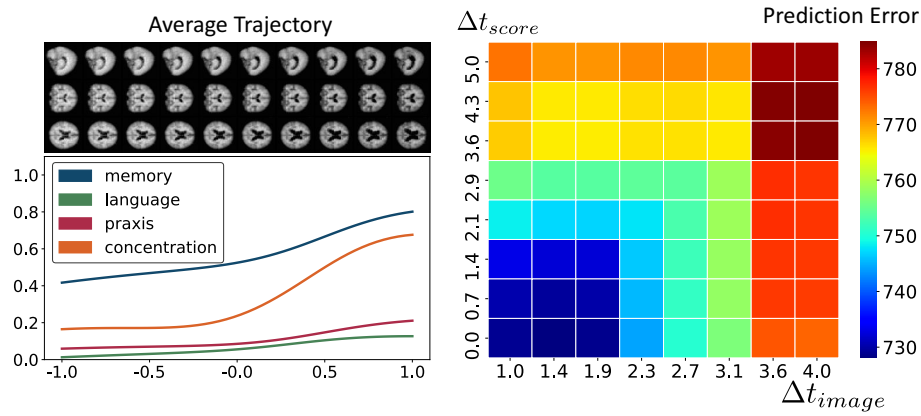 Average Trajectory
1.0
0.8
0.6
0.4
0.2
0.0
memory
language
praxis
concentration
-1.0 -0.5 -0.0 0.5 1.0
Δt_score
Prediction Error
5.0
4.3
3.6
2.9
2.1
1.4
0.7
0.0
1.0 1.4 1.9 2.3 2.7 3.1 3.6 4.0
Δt_image
780
770
760
750
740
730